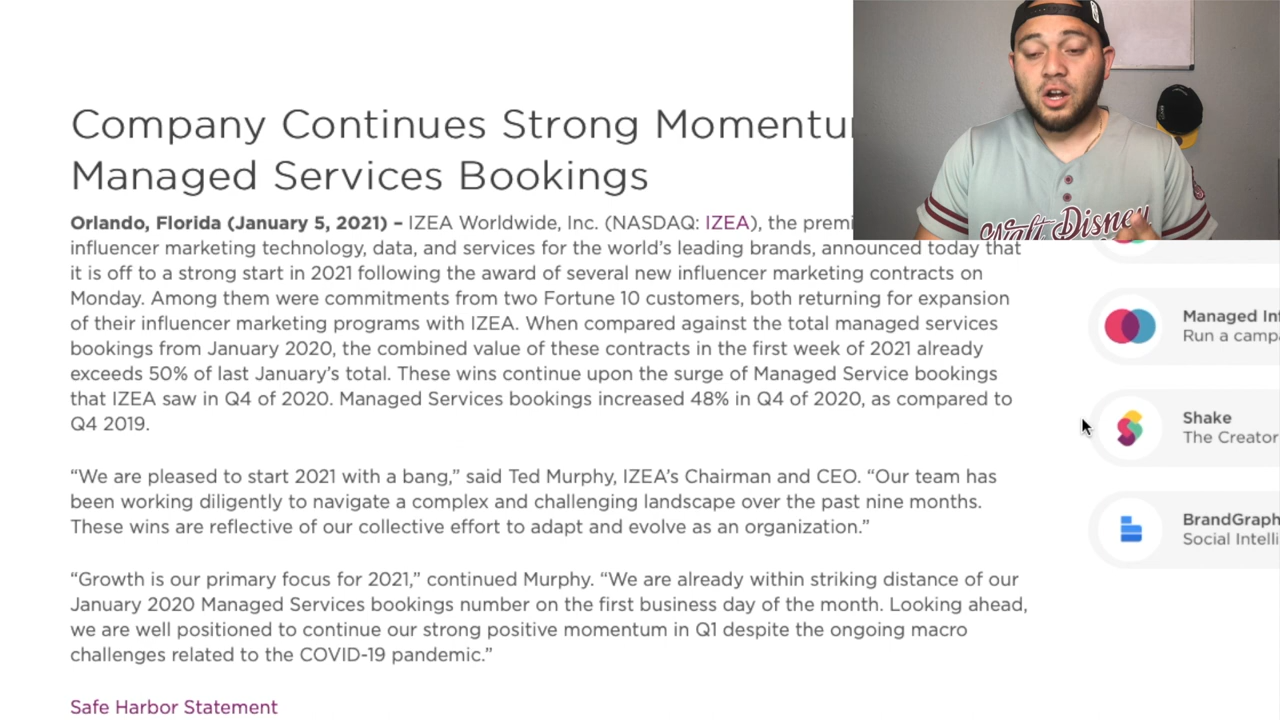 Company Continues Strong
Managed Services Bookings
Orlando, Florida (January 5, 2021) – IZEA Worldwide, Inc. (NASDAQ: IZEA), the
influencer marketing technology, data, and services for the world’s leading brands, announced today that
it is off to a strong start in 2021 following the award of several new influencer marketing contracts on
Monday. Among them were commitments from two Fortune 10 customers, both returning for expansion
of their influencer marketing programs with IZEA. When compared against the total managed services
bookings from January 2020, the combined value of these contracts in the first week of 2021 already
exceeds 50% of last January’s total. These wins continue upon the surge of Managed Service bookings
that IZEA saw in Q4 of 2020. Managed Services bookings increased 48% in Q4 of 2020, as compared to
Q4 2019.
“We are pleased to start 2021 with a bang,” said Ted Murphy, IZEA’s Chairman and CEO. “Our team has
been working diligently to navigate a complex and challenging landscape over the past nine months.
These wins are reflective of our collective effort to adapt and evolve as an organization.”
“Growth is our primary focus for 2021,” continued Murphy. “We are already within striking distance of our
January 2020 Managed Services bookings number on the first business day of the month. Looking ahead,
we are well positioned to continue our strong positive momentum in Q1 despite the ongoing macro
challenges related to the COVID-19 pandemic.”
Safe Harbor Statement
Walt Disney
Managed
Run a
Shake
The Creator
BrandGraph
Social